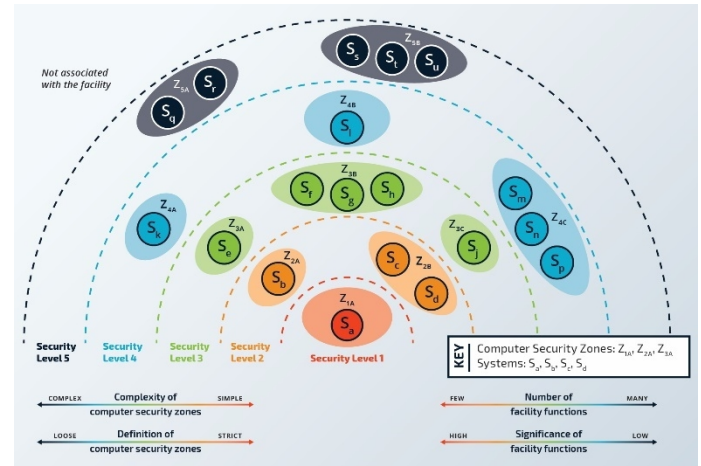 Not associated
with the facility
Z5A
Sr
Sq
Z5B
Ss
St
Su
Z4B
Sl
Z4A
Sk
Z4C
Sm
Sn
Sp
Z3B
Sf
Sg
Sh
Z3A
Se
Z3C
Sj
Z2A
Sb
Z2B
Sc
Sd
Z1A
Sa
Security
Level 5
Security
Level 4
Security
Level 3
Security
Level 2
Security Level 1
KEY
Computer Security Zones: Z1A, Z2A, Z3A
Systems: Sa, Sb, Sc, Sd
COMPLEX
Complexity of
computer security zones
SIMPLE
FEW
Number of
facility functions
MANY
LOOSE
Definition of
computer security zones
STRICT
HIGH
Significance of
facility functions
LOW